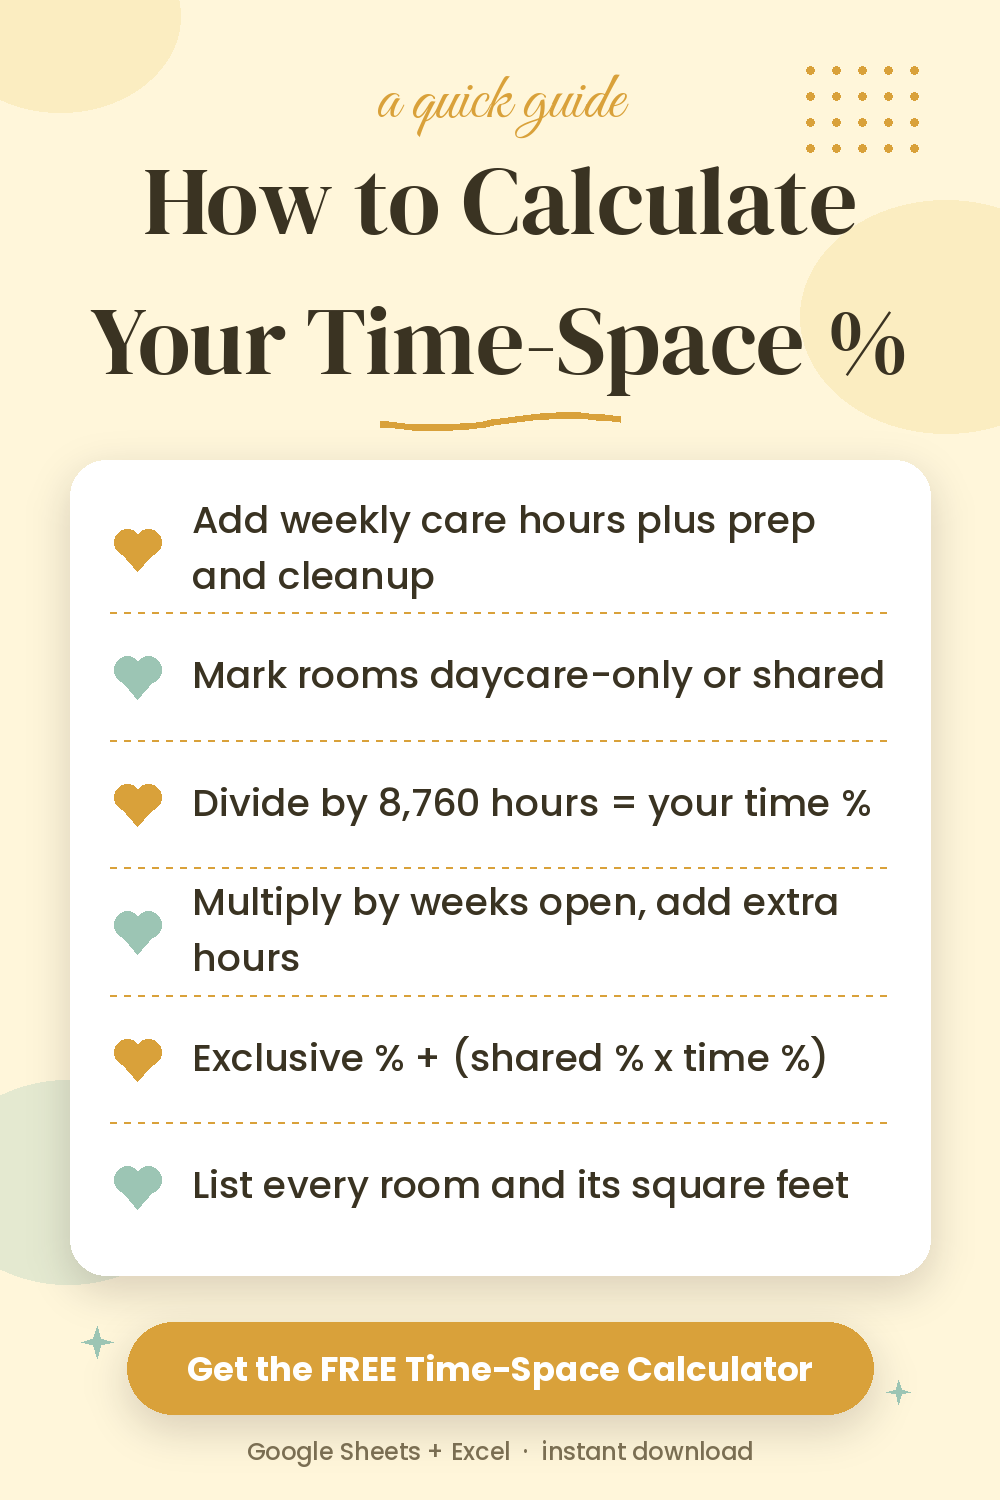 a quick guide
How to Calculate
Your Time-Space %
Add weekly care hours plus prep
and cleanup
Mark rooms daycare-only or shared
Divide by 8,760 hours = your time %
Multiply by weeks open, add extra
hours
Exclusive % + (shared % x time %)
List every room and its square feet
Get the FREE Time-Space Calculator
Google Sheets + Excel · instant download